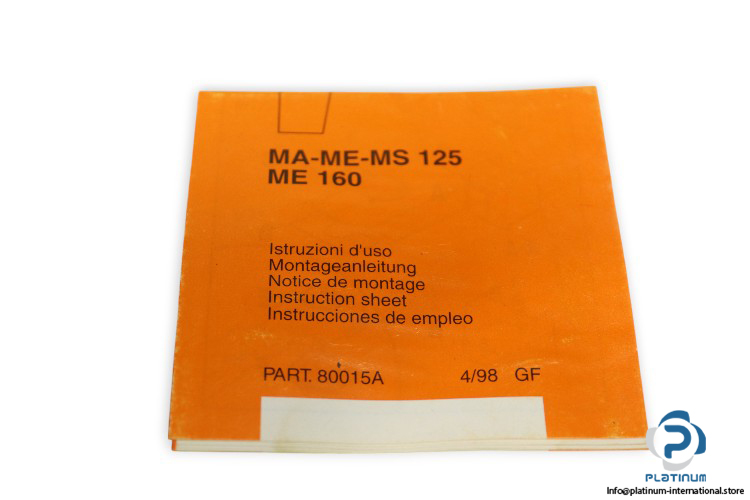 MA-ME-MS 125
ME 160
Istruzioni d'uso
Montageanleitung
Notice de montage
Instruction sheet
Instrucciones de empleo
PART. 80015A 4/98 GF
PLATINUM
Info@platinum-international.store